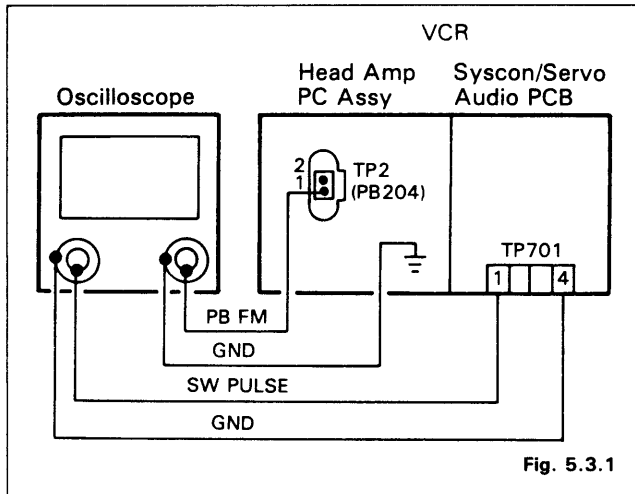 VCR
Head Amp
PC Assy
Syscon/Servo
Audio PCB
Oscilloscope
2
1
TP2
(PB204)
TP701
1
4
PB FM
GND
SW PULSE
GND
Fig. 5.3.1